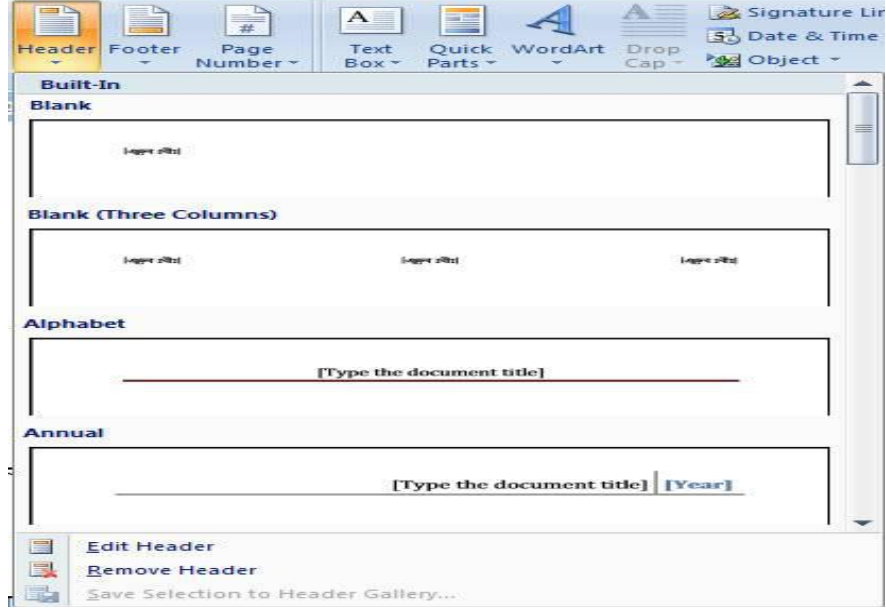 Header Footer Page Number Text Box Quick Parts WordArt Drop Cap Signature Lin
Date & Time
Object
Built-In
Blank
Blank (Three Columns)
Alphabet
[Type the document title]
Annual
[Type the document title] [Year]
Edit Header
Remove Header
Save Selection to Header Gallery...